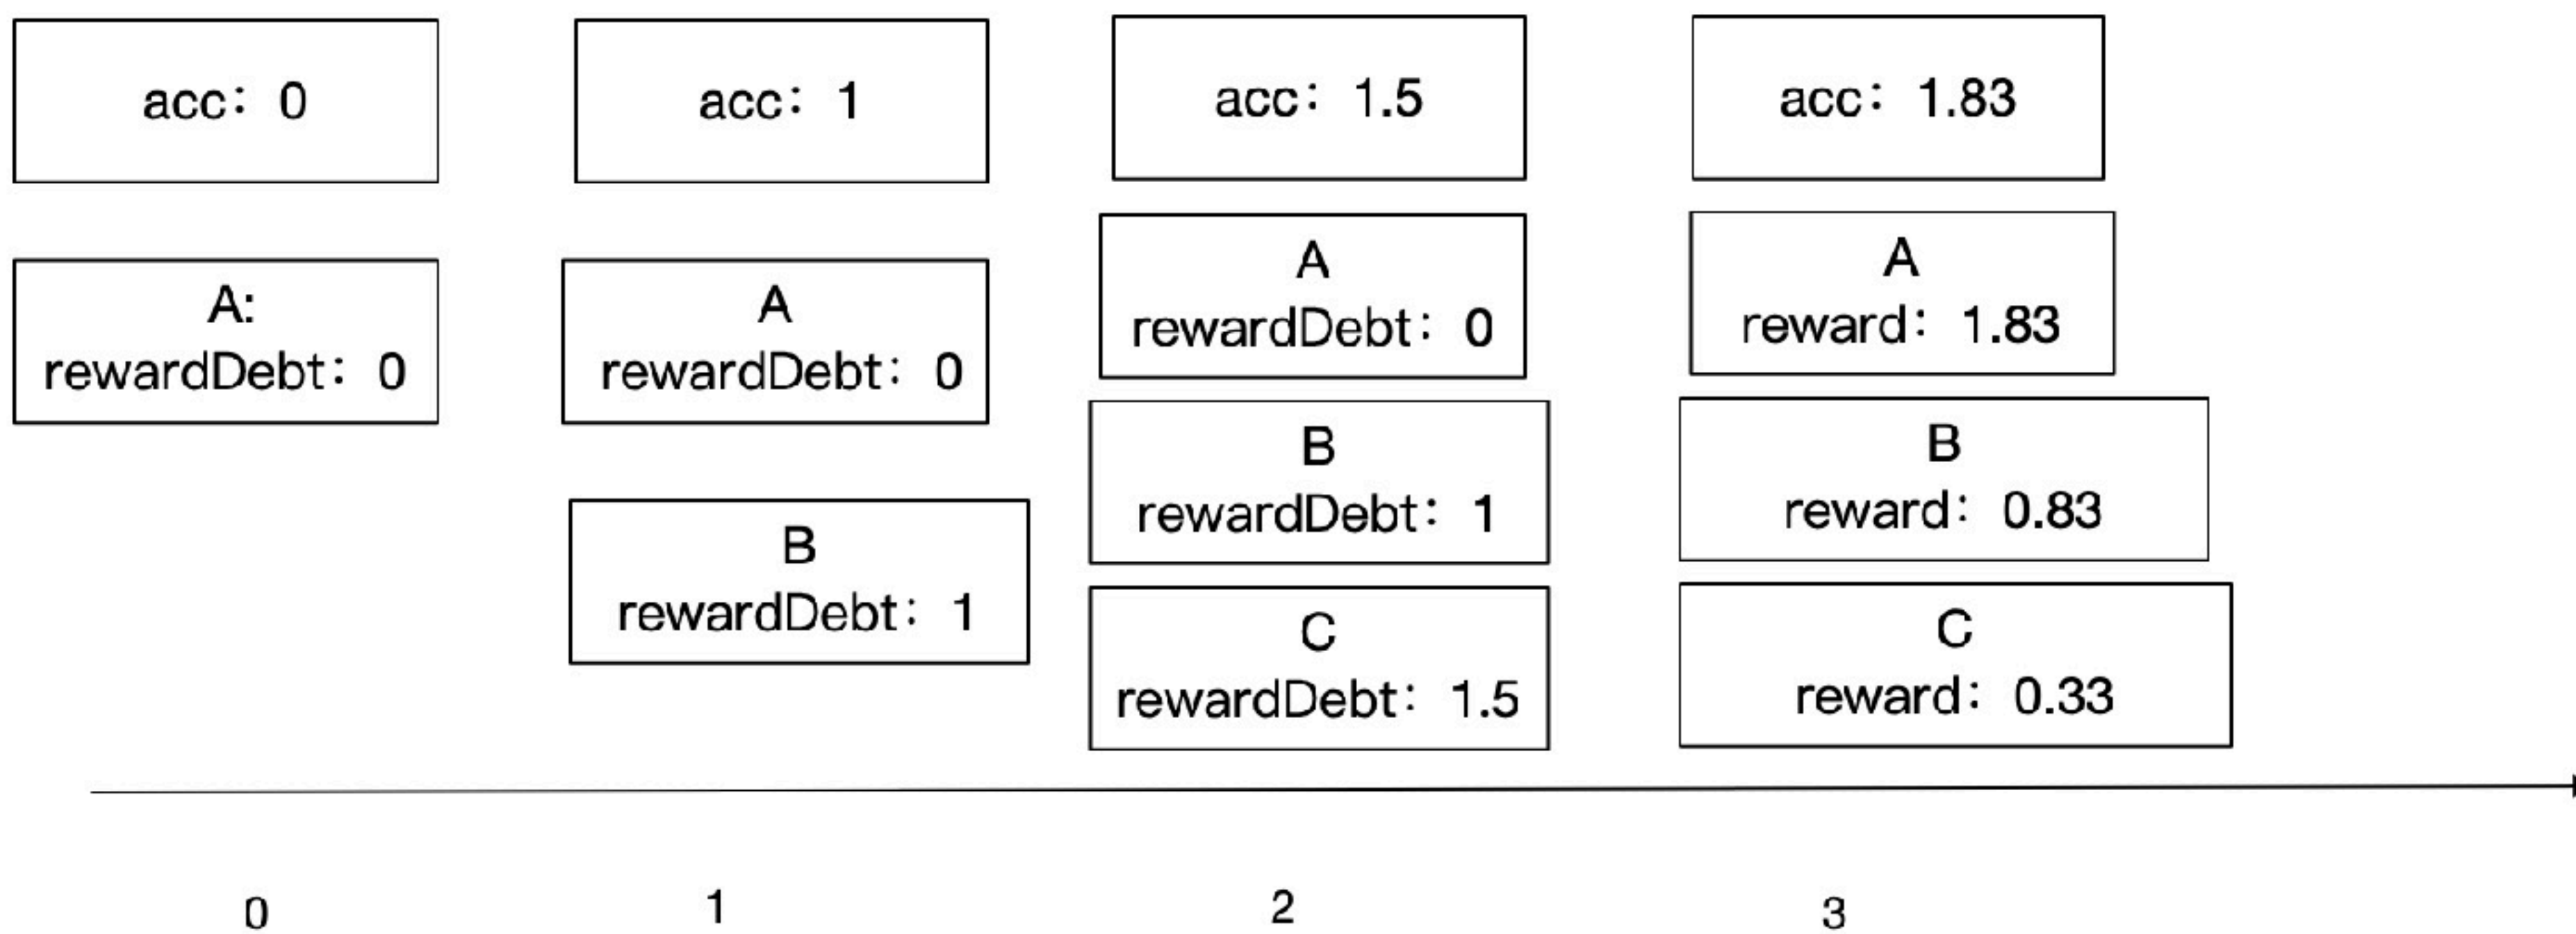 acc: 0
A:
rewardDebt: 0
acc: 1
A
rewardDebt: 0
B
rewardDebt: 1
acc: 1.5
A
rewardDebt: 0
B
rewardDebt: 1
C
rewardDebt: 1.5
acc: 1.83
A
reward: 1.83
B
reward: 0.83
C
reward: 0.33
0
1
2
3